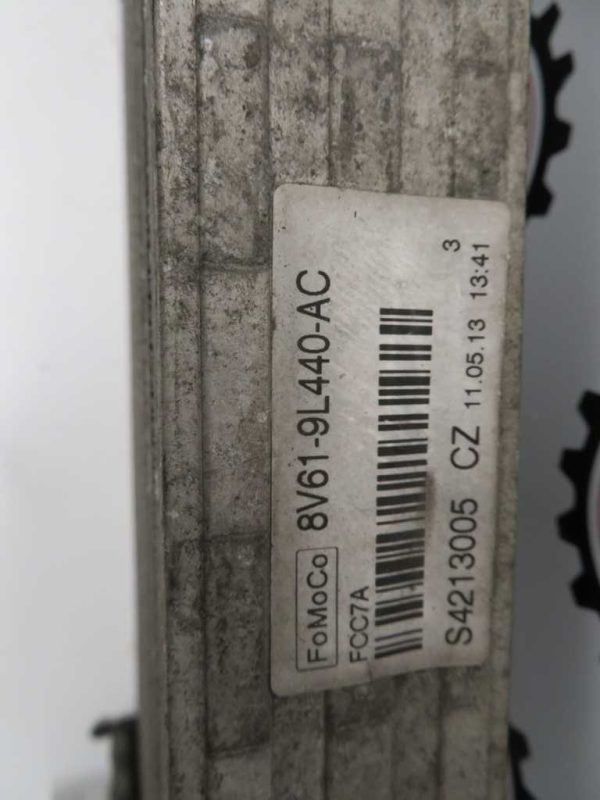 FoMoCo 8V61-9L440-AC
FCC7A
S4213005 CZ 11.05.13 13:41
3